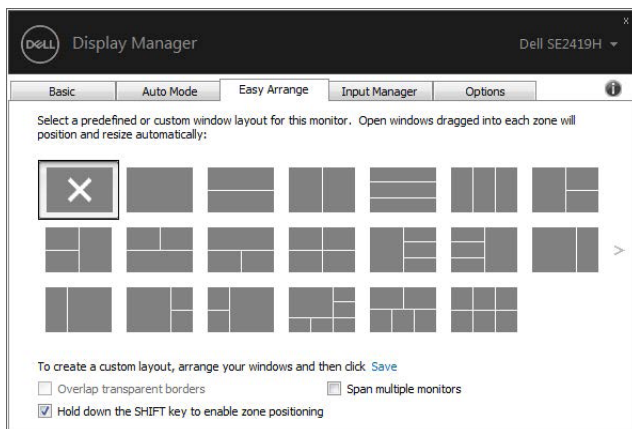 x
DELL
Display Manager
Dell SE2419H
Basic
Auto Mode
Easy Arrange
Input Manager
Options
i
Select a predefined or custom window layout for this monitor. Open windows dragged into each zone will
position and resize automatically:
>
To create a custom layout, arrange your windows and then click Save
Overlap transparent borders
Span multiple monitors
Hold down the SHIFT key to enable zone positioning